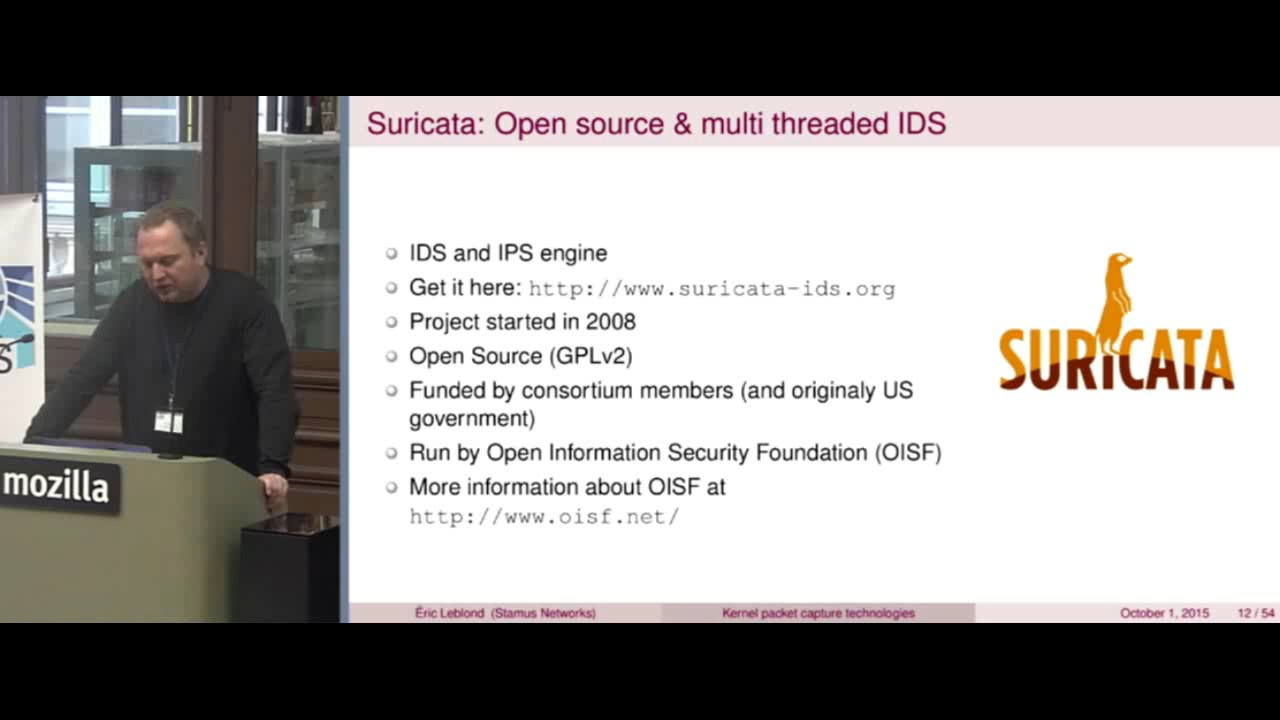 Suricata: Open source & multi threaded IDS
IDS and IPS engine
Get it here: http://www.suricata-ids.org
Project started in 2008
Open Source (GPLv2)
Funded by consortium members (and originaly US
government)
Run by Open Information Security Foundation (OISF)
More information about OISF at
http://www.oisf.net/
SURICATA
mozilla
Éric Leblond (Stamus Networks)
Kernel packet capture technologies
October 1, 2015
12 / 54